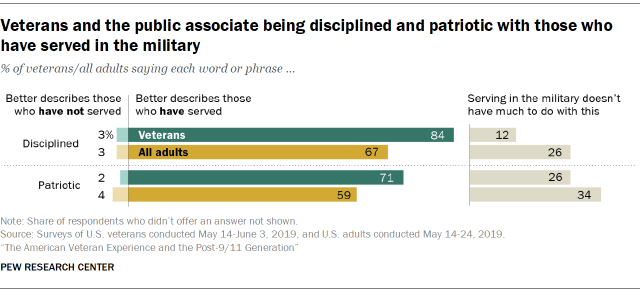 Veterans and the public associate being disciplined and patriotic with those who
have served in the military
% of veterans/all adults saying each word or phrase ...
Better describes those
who have not served
Better describes those
who have served
Serving in the military doesn't
have much to do with this
Disciplined
3% Veterans 84 12
3 All adults 67 26
Patriotic
2 71 26
4 59 34
Note: Share of respondents who didn't offer an answer not shown.
Source: Surveys of U.S. veterans conducted May 14-June 3, 2019, and U.S. adults conducted May 14-24, 2019.
"The American Veteran Experience and the Post-9/11 Generation"
PEW RESEARCH CENTER